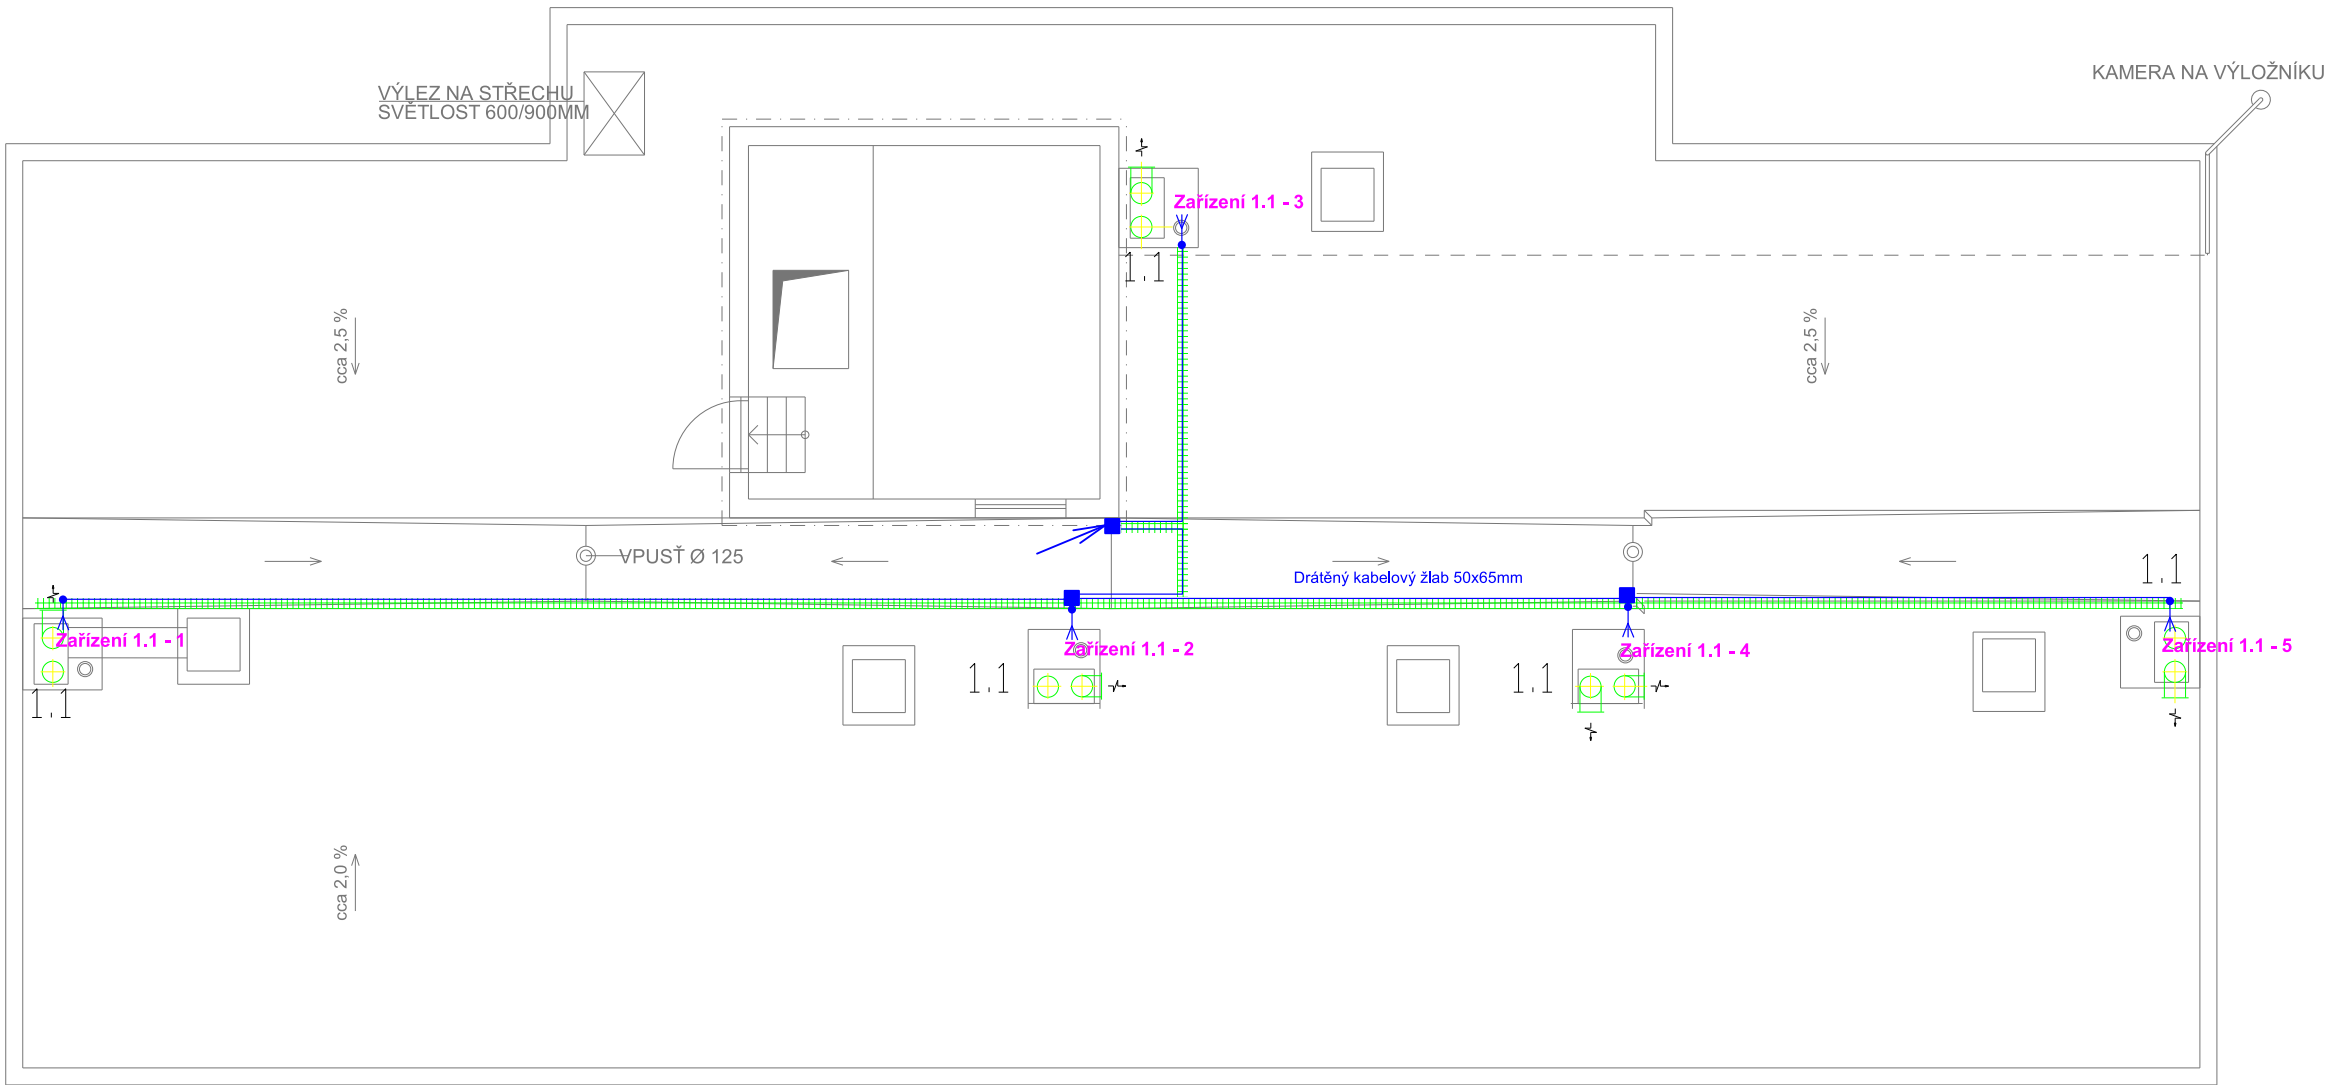 KAMERA NA VÝLOŽNÍKU
VÝLEZ NA STŘECHU
SVĚTLOST 600/900MM
Zařízení 1.1 - 3
1.1
cca 2,5 %
cca 2,5 %
VPUSŤ Ø 125
Drátěný kabelový žlab 50x65mm
1.1
Zařízení 1.1 - 1
Zařízení 1.1 - 2
Zařízení 1.1 - 4
Zařízení 1.1 - 5
1.1
1.1
1.1
cca 2,0 %